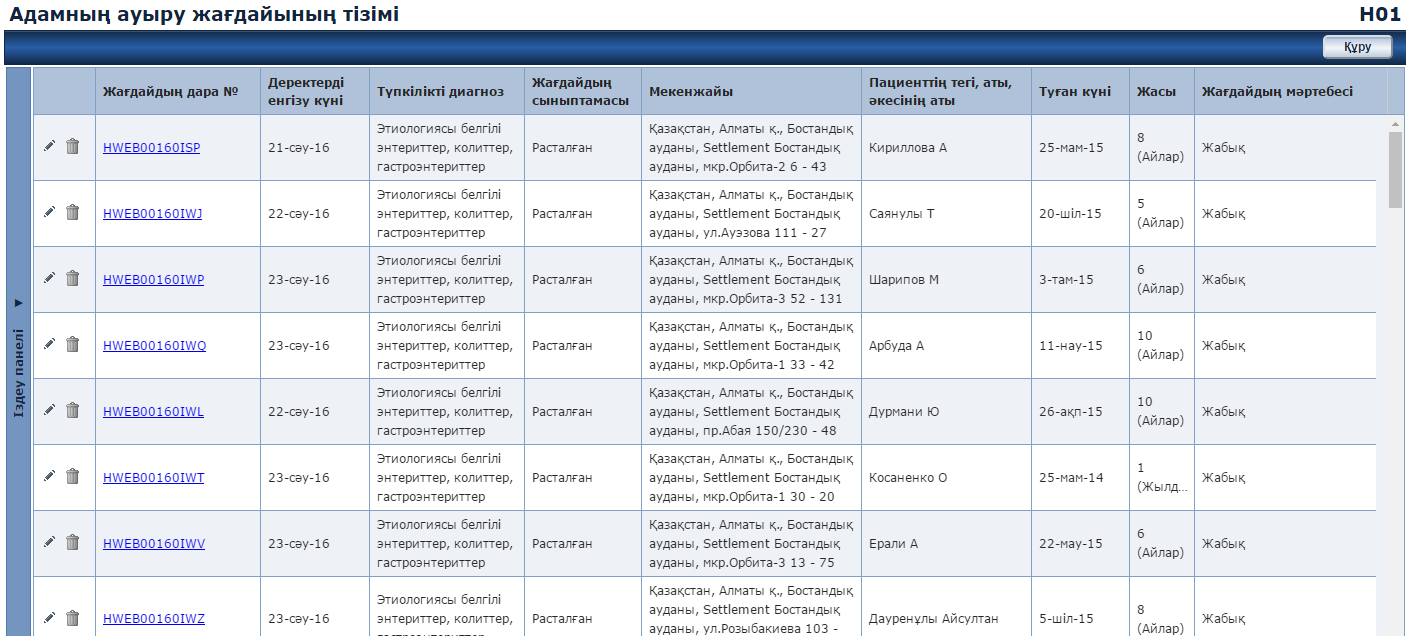 Адамның ауыру жағдайының тізімі
H01
Құру
Іздеу панелі
Жағдайдың дара №
Деректерді
енгізу күні
Түпкілікті диагноз
Жағдайдың
сыныптамасы
Мекенжайы
Пациенттің тегі, аты,
әкесінің аты
Туған күні
Жасы
Жағдайдың мәртебесі
HWEB00160ISP
21-сәу-16
Этиологиясы белгілі
энтериттер, колиттер,
гастроэнтериттер
Расталған
Қазақстан, Алматы қ., Бостандық
ауданы, Settlement Бостандық
ауданы, мкр.Орбита-2 6 - 43
Кириллова А
25-мам-15
8
(Айлар)
Жабық
HWEB00160IWJ
22-сәу-16
Этиологиясы белгілі
энтериттер, колиттер,
гастроэнтериттер
Расталған
Қазақстан, Алматы қ., Бостандық
ауданы, Settlement Бостандық
ауданы, ул.Ауэзова 111 - 27
Саянулы Т
20-шіл-15
5
(Айлар)
Жабық
HWEB00160IWP
23-сәу-16
Этиологиясы белгілі
энтериттер, колиттер,
гастроэнтериттер
Расталған
Қазақстан, Алматы қ., Бостандық
ауданы, Settlement Бостандық
ауданы, мкр.Орбита-3 52 - 131
Шарипов М
3-там-15
6
(Айлар)
Жабық
HWEB00160IWQ
23-сәу-16
Этиологиясы белгілі
энтериттер, колиттер,
гастроэнтериттер
Расталған
Қазақстан, Алматы қ., Бостандық
ауданы, Settlement Бостандық
ауданы, мкр.Орбита-1 33 - 42
Арбуда А
11-нау-15
10
(Айлар)
Жабық
HWEB00160IWL
22-сәу-16
Этиологиясы белгілі
энтериттер, колиттер,
гастроэнтериттер
Расталған
Қазақстан, Алматы қ., Бостандық
ауданы, Settlement Бостандық
ауданы, пр.Абая 150/230 - 48
Дурмани Ю
26-ақп-15
10
(Айлар)
Жабық
HWEB00160IWT
23-сәу-16
Этиологиясы белгілі
энтериттер, колиттер,
гастроэнтериттер
Расталған
Қазақстан, Алматы қ., Бостандық
ауданы, Settlement Бостандық
ауданы, мкр.Орбита-1 30 - 20
Косаненко О
25-мам-14
1
(Жылд...
Жабық
HWEB00160IWV
23-сәу-16
Этиологиясы белгілі
энтериттер, колиттер,
гастроэнтериттер
Расталған
Қазақстан, Алматы қ., Бостандық
ауданы, Settlement Бостандық
ауданы, мкр.Орбита-3 13 - 75
Ерали А
22-мау-15
6
(Айлар)
Жабық
HWEB00160IWZ
23-сәу-16
Этиологиясы белгілі
энтериттер, колиттер,
Расталған
Қазақстан, Алматы қ., Бостандық
ауданы, Settlement Бостандық
ауданы, ул.Розыбакиева 103 -
Дауренұлы Айсултан
5-шіл-15
8
(Айлар)
Жабық